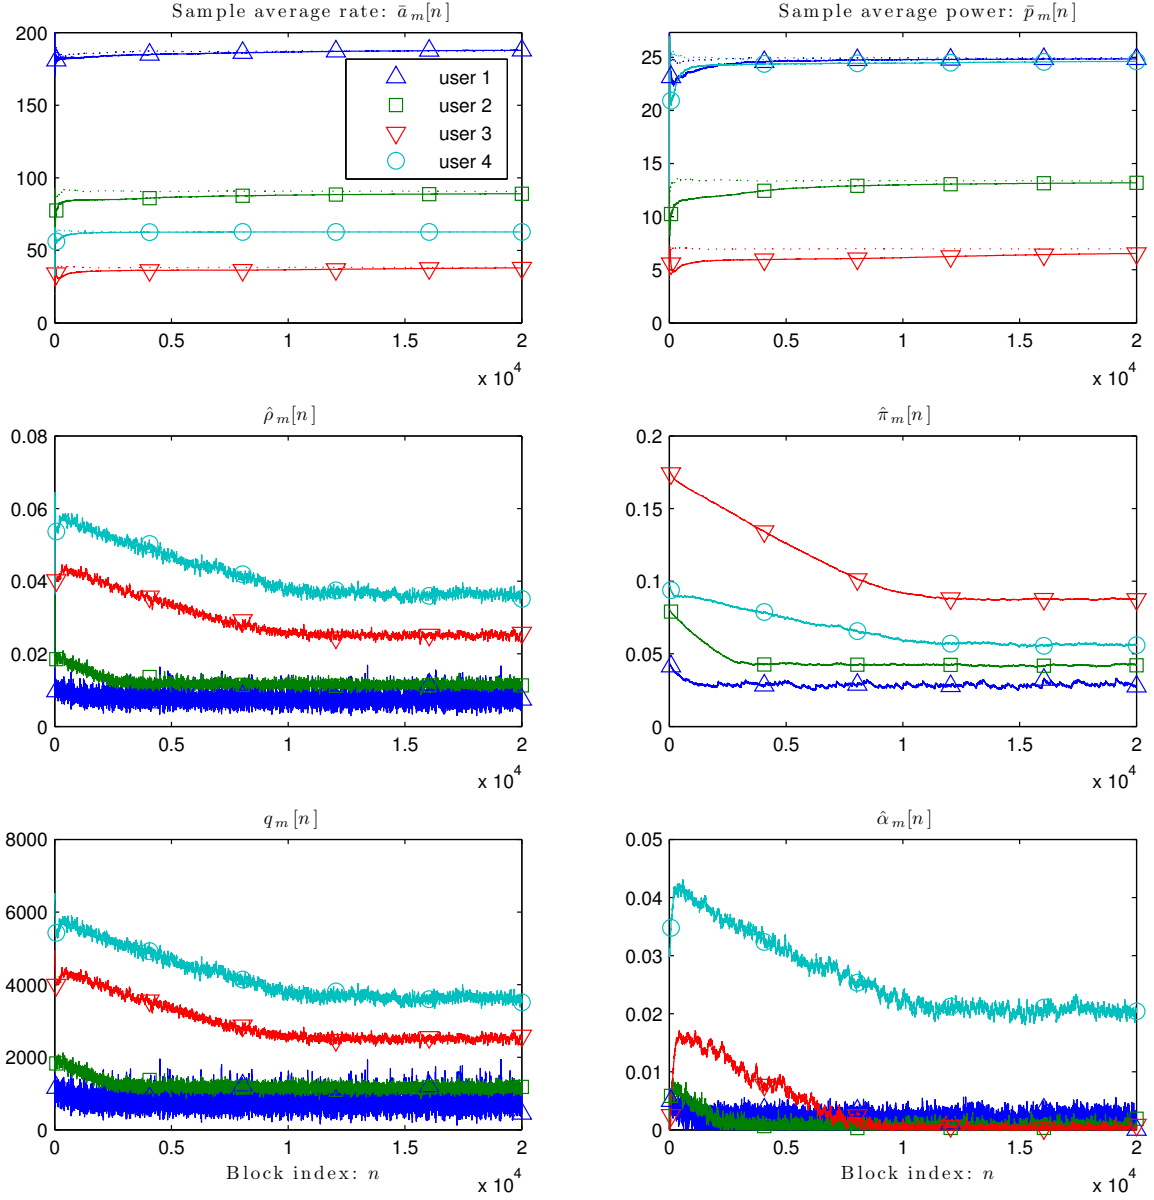 Sample average rate: ā_m[n]
200
150
100
50
0
0 0.5 1 1.5 2
x 10^4
user 1
user 2
user 3
user 4
Sample average power: p̄_m[n]
25
20
15
10
5
0
0 0.5 1 1.5 2
x 10^4
ρ̂_m[n]
0.08
0.06
0.04
0.02
0
0 0.5 1 1.5 2
x 10^4
π̂_m[n]
0.2
0.15
0.1
0.05
0
0 0.5 1 1.5 2
x 10^4
q_m[n]
8000
6000
4000
2000
0
0 0.5 1 1.5 2
Block index: n
x 10^4
α̂_m[n]
0.05
0.04
0.03
0.02
0.01
0
0 0.5 1 1.5 2
Block index: n
x 10^4